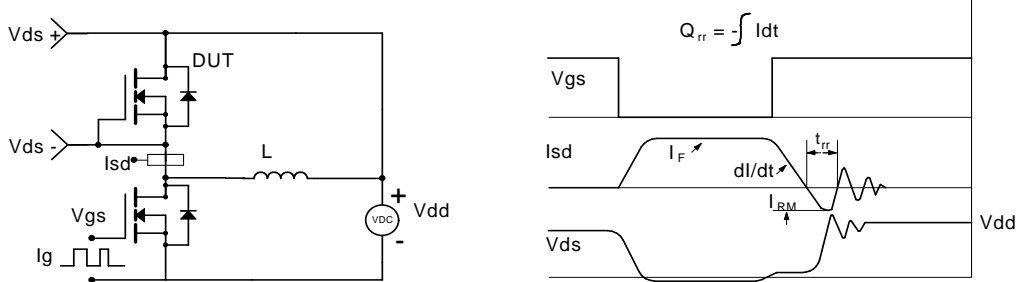 Vds +
DUT
Vds -
Isd
L
Vgs
Ig
+
VDC
-
Vdd
Q rr = -∫ Idt
Vgs
Isd
I F
dI/dt
t rr
I RM
Vds
Vdd